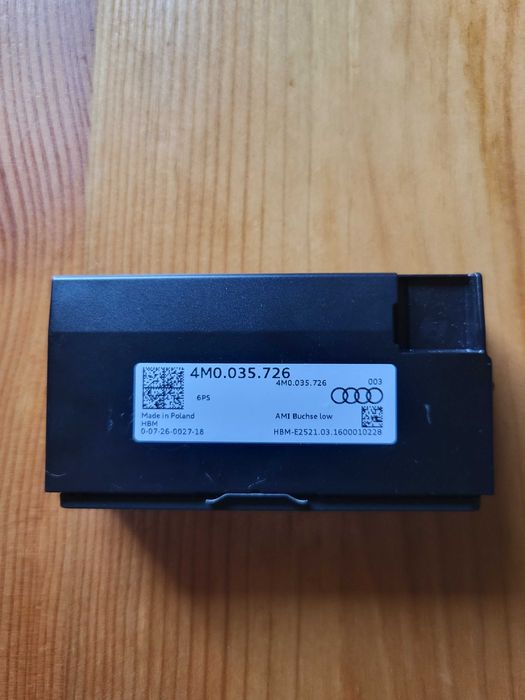 4M0.035.726
4M0.035.726 003
6PS
Made in Poland AMI Buchse low
HBM
0-07-26-0027-18 HBM-E2521.03.1600010228